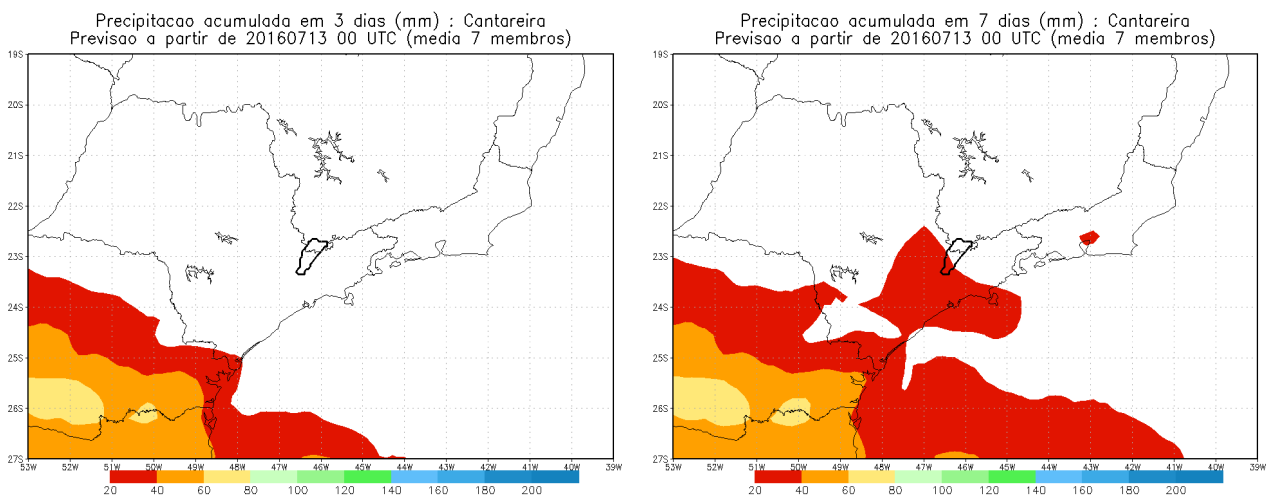 Precipitacao acumulada em 3 dias (mm) : Cantareira
Previsao a partir de 20160713 00 UTC (media 7 membros)
19S
20S
21S
22S
23S
24S
25S
26S
27S
53W 52W 51W 50W 49W 48W 47W 46W 45W 44W 43W 42W 41W 40W 39W
20 40 60 80 100 120 140 160 180 200
Precipitacao acumulada em 7 dias (mm) : Cantareira
Previsao a partir de 20160713 00 UTC (media 7 membros)
19S
20S
21S
22S
23S
24S
25S
26S
27S
53W 52W 51W 50W 49W 48W 47W 46W 45W 44W 43W 42W 41W 40W 39W
20 40 60 80 100 120 140 160 180 200